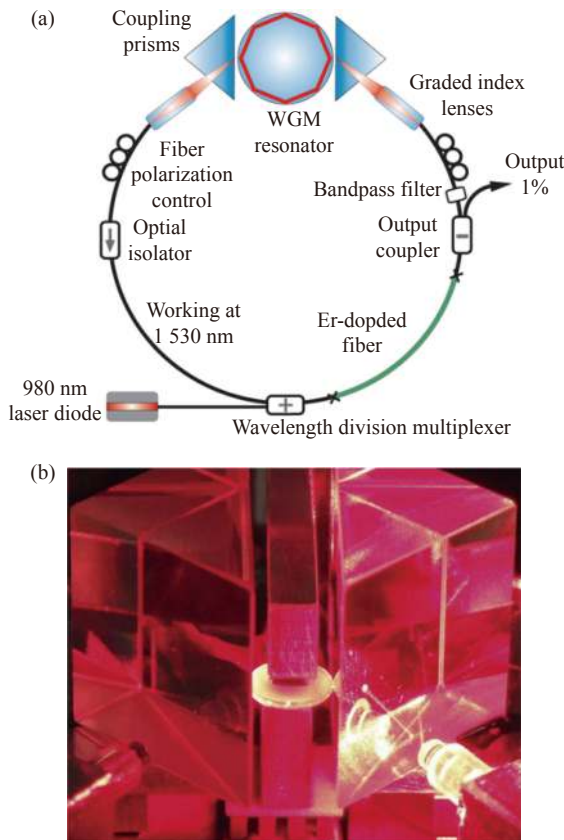 (a)
Coupling
prisms
WGM
resonator
Graded index
lenses
Fiber
polarization
control
Bandpass filter
Output
1%
Optial
isolator
Output
coupler
Working at
1 530 nm
Er-dopded
fiber
980 nm
laser diode
Wavelength division multiplexer
(b)